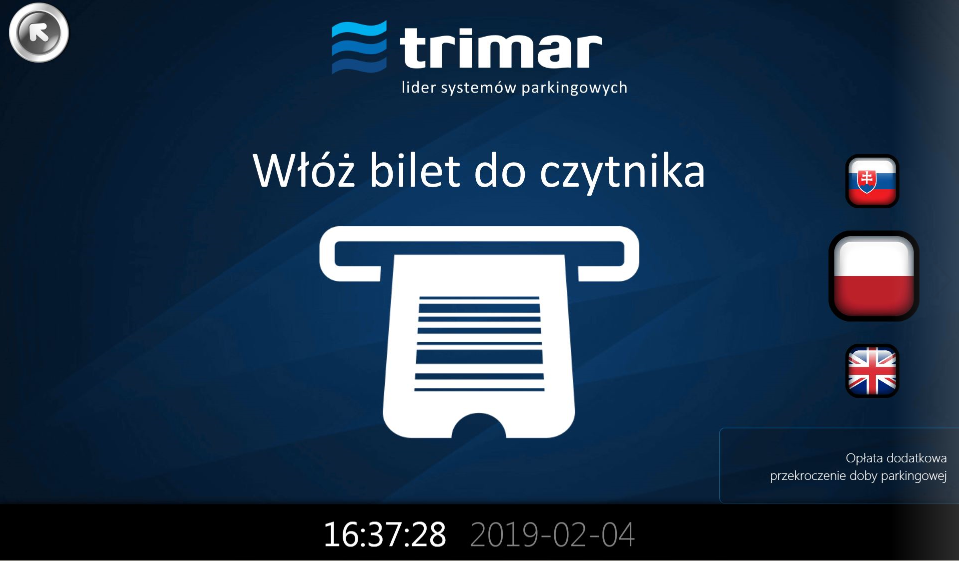 trimar
lider systemów parkingowych
Włóż bilet do czytnika
Opłata dodatkowa
przekroczenie doby parkingowej
16:37:28 2019-02-04